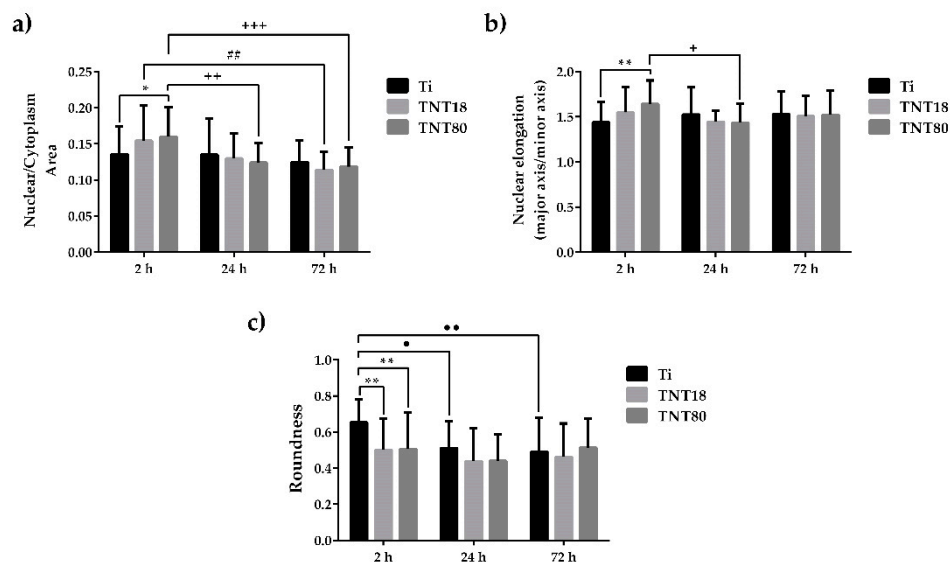 a)
+++
##
++
*
0.25
0.20
0.15
0.10
0.05
0.00
Nuclear/Cytoplasm
Area
2 h
24 h
72 h
Ti
TNT18
TNT80
b)
+
**
2.0
1.5
1.0
0.5
0.0
Nuclear elongation
(major axis/minor axis)
2 h
24 h
72 h
Ti
TNT18
TNT80
c)
••
•
**
**
1.0
0.8
0.6
0.4
0.2
0.0
Roundness
2 h
24 h
72 h
Ti
TNT18
TNT80